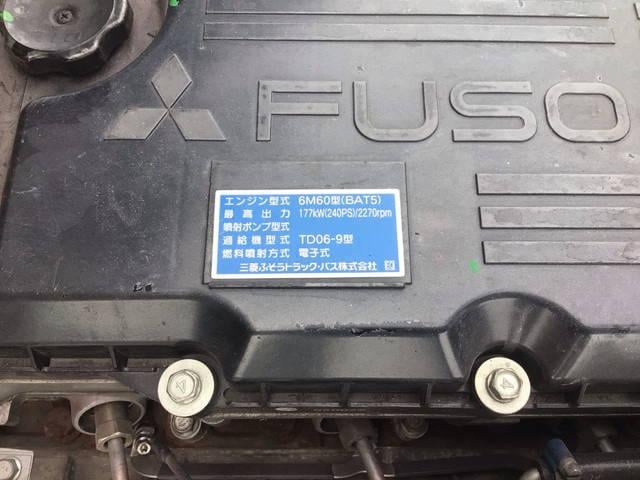 FUSO
エンジン型式 6M60型(BAT5)
最高出力 177kW(240PS)/2270rpm
噴射ポンプ型式
過給機型式 TD06-9型
燃料噴射方式 電子式
三菱ふそうトラック・バス株式会社
4
4